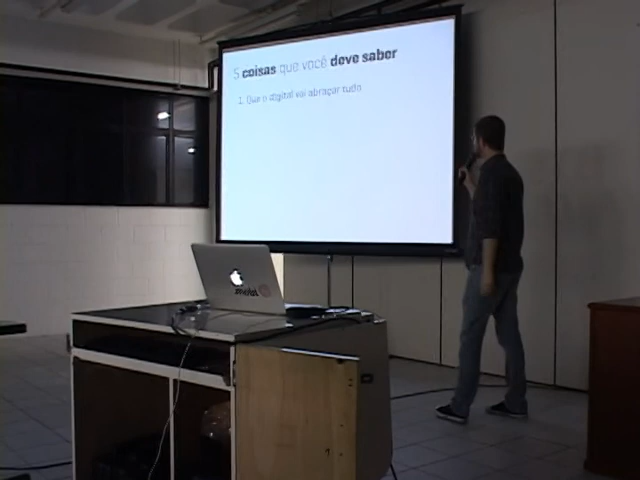 5 coisas que você deve saber
1. Que o digital vai abraçar tudo